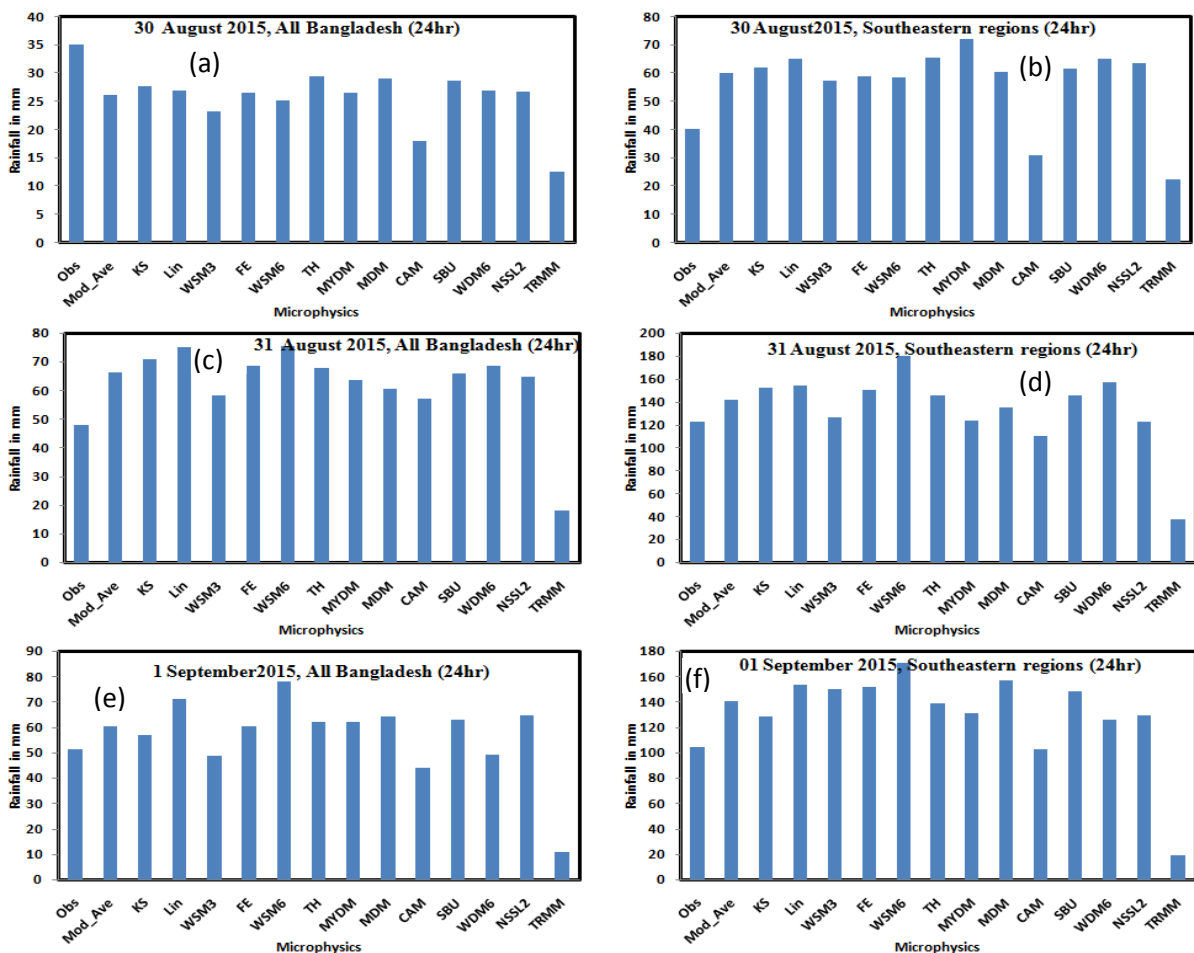 30 August 2015, All Bangladesh (24hr)
(a)
Rainfall in mm
40
35
30
25
20
15
10
5
0
Obs
Mod_Ave
KS
Lin
WSM3
FE
WSM6
TH
MYDM
MDM
CAM
SBU
WDM6
NSSL2
TRMM
Microphysics
30 August2015, Southeastern regions (24hr)
(b)
Rainfall in mm
80
70
60
50
40
30
20
10
0
Obs
Mod_Ave
KS
Lin
WSM3
FE
WSM6
TH
MYDM
MDM
CAM
SBU
WDM6
NSSL2
TRMM
Microphysics
31 August 2015, All Bangladesh (24hr)
(c)
Rainfall in mm
80
70
60
50
40
30
20
10
0
Obs
Mod_Ave
KS
Lin
WSM3
FE
WSM6
TH
MYDM
MDM
CAM
SBU
WDM6
NSSL2
TRMM
Microphysics
31 August 2015, Southeastern regions (24hr)
(d)
Rainfall in mm
200
180
160
140
120
100
80
60
40
20
0
Obs
Mod_Ave
KS
Lin
WSM3
FE
WSM6
TH
MYDM
MDM
CAM
SBU
WDM6
NSSL2
TRMM
Microphysics
1 September2015, All Bangladesh (24hr)
(e)
Rainfall in mm
90
80
70
60
50
40
30
20
10
0
Obs
Mod_Ave
KS
Lin
WSM3
FE
WSM6
TH
MYDM
MDM
CAM
SBU
WDM6
NSSL2
TRMM
Microphysics
01 September 2015, Southeastern regions (24hr)
(f)
Rainfall in mm
180
160
140
120
100
80
60
40
20
0
Obs
Mod_Ave
KS
Lin
WSM3
FE
WSM6
TH
MYDM
MDM
CAM
SBU
WDM6
NSSL2
TRMM
Microphysics